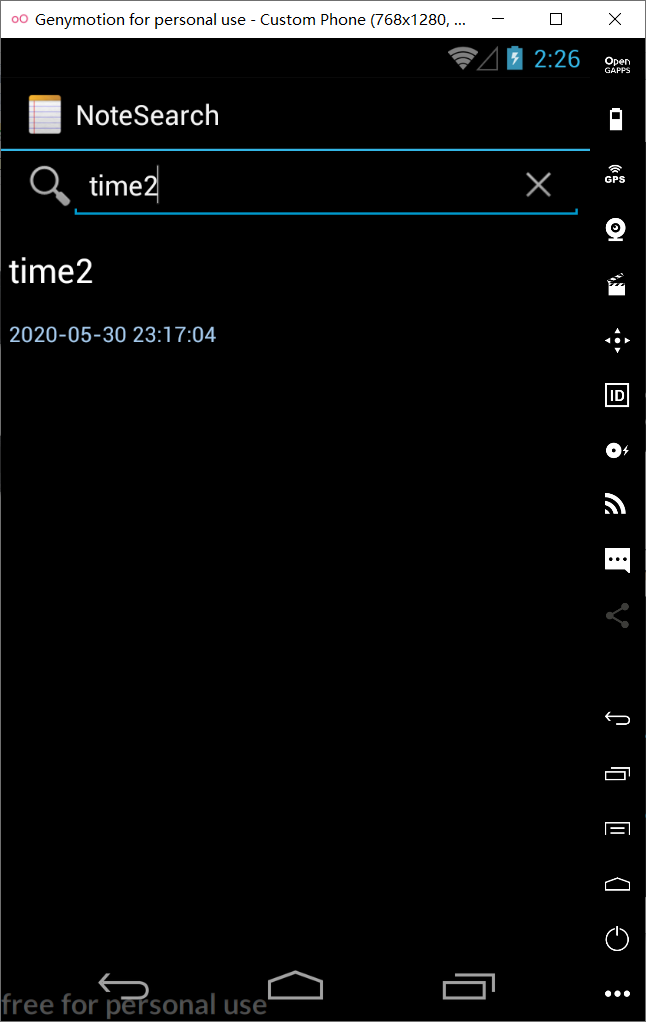 Genymotion for personal use - Custom Phone (768x1280, ...
2:26
Open
GAPPS
NoteSearch
GPS
time2
time2
2020-05-30 23:17:04
ID
free for personal use